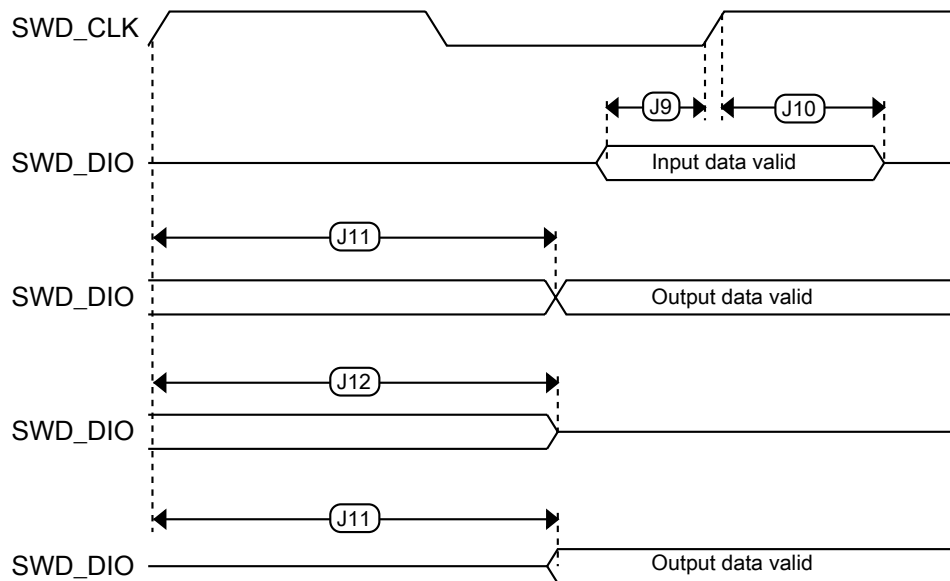 SWD_CLK
J9
J10
SWD_DIO
Input data valid
J11
SWD_DIO
Output data valid
J12
SWD_DIO
J11
SWD_DIO
Output data valid